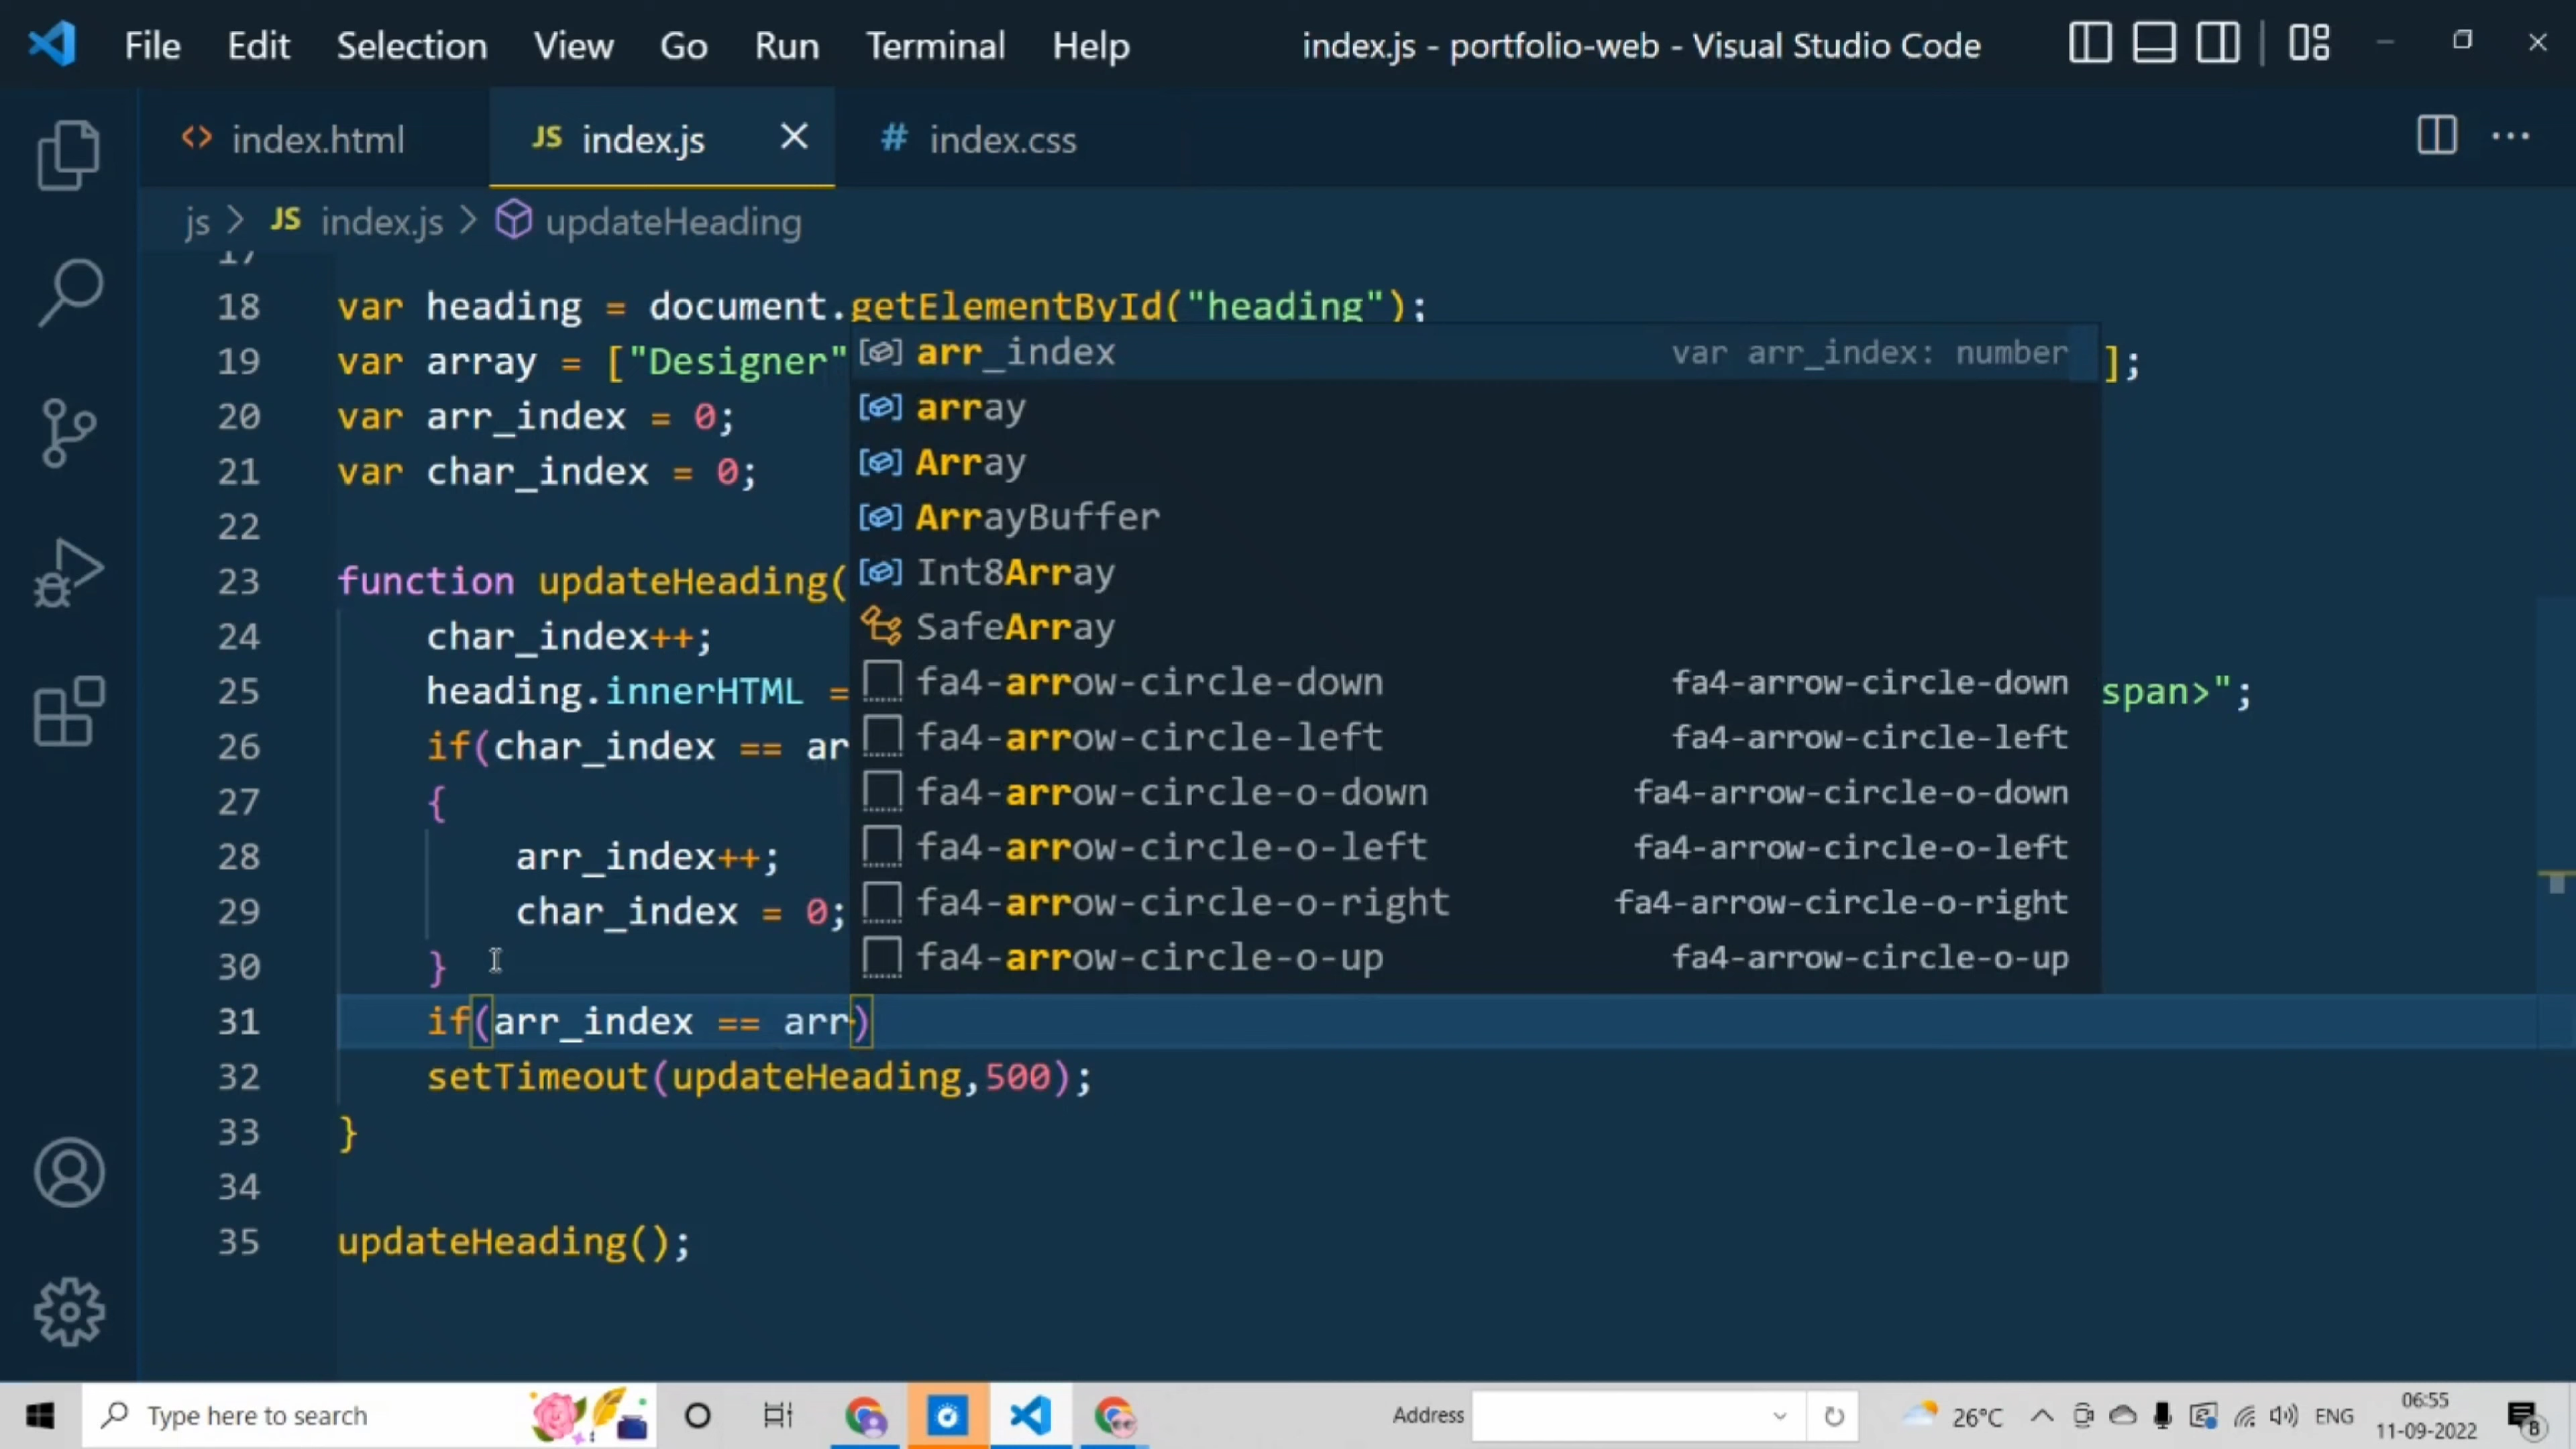 File Edit Selection View Go Run Terminal Help index.js - portfolio-web - Visual Studio Code
index.html JS index.js # index.css
js > JS index.js > updateHeading
17
18 var heading = document.getElementById("heading");
19 var array = ["Designer" ];
20 var arr_index = 0;
21 var char_index = 0;
22
23 function updateHeading(
24 char_index++;
25 heading.innerHTML = span>";
26 if(char_index == ar
27 {
28 arr_index++;
29 char_index = 0;
30 }
31 if(arr_index == arr)
32 setTimeout(updateHeading,500);
33 }
34
35 updateHeading();
arr_index var arr_index: number
array
Array
ArrayBuffer
Int8Array
SafeArray
fa4-arrow-circle-down fa4-arrow-circle-down
fa4-arrow-circle-left fa4-arrow-circle-left
fa4-arrow-circle-o-down fa4-arrow-circle-o-down
fa4-arrow-circle-o-left fa4-arrow-circle-o-left
fa4-arrow-circle-o-right fa4-arrow-circle-o-right
fa4-arrow-circle-o-up fa4-arrow-circle-o-up
Type here to search Address 26°C ENG 06:55
11-09-2022 8